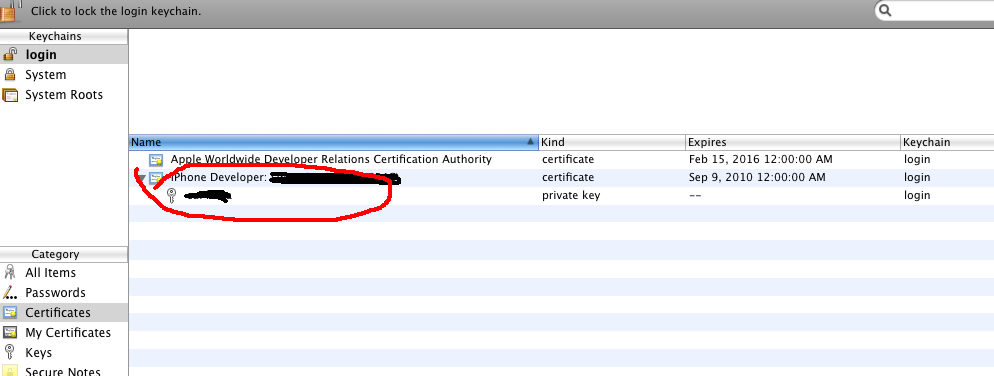 Click to lock the login keychain.
Keychains
login
System
System Roots
Name Kind Expires Keychain
Apple Worldwide Developer Relations Certification Authority certificate Feb 15, 2016 12:00:00 AM login
iPhone Developer: certificate Sep 9, 2010 12:00:00 AM login
private key -- login
Category
All Items
Passwords
Certificates
My Certificates
Keys
Secure Notes